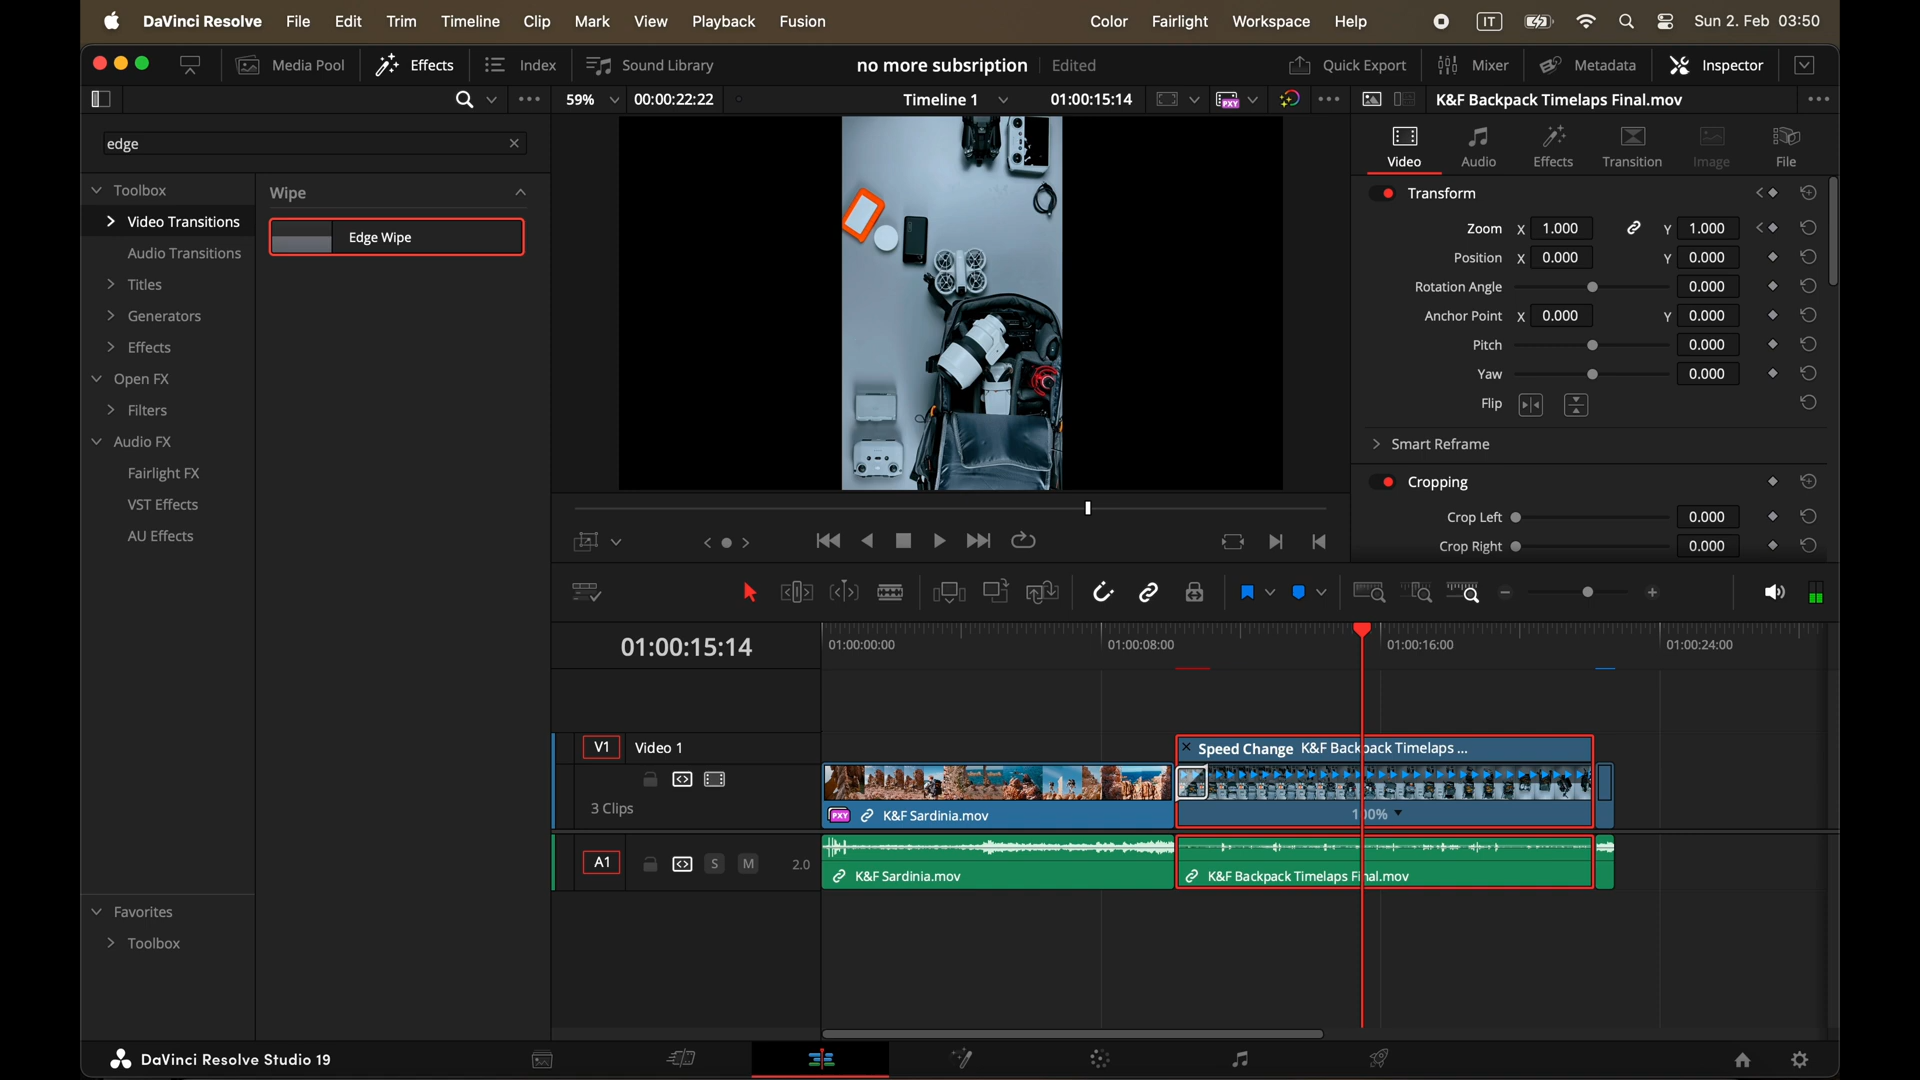 DaVinci Resolve File Edit Trim Timeline Clip Mark View Playback Fusion Color Fairlight Workspace Help IT Sun 2. Feb 03:50
Media Pool Effects Index Sound Library no more subsription Edited Quick Export Mixer Metadata Inspector
59% 00:00:22:22 Timeline 1 01:00:15:14 PXY K&F Backpack Timelaps Final.mov
edge
Video Audio Effects Transition Image File
Toolbox
Wipe
Transform
Video Transitions
Edge Wipe
Zoom X 1.000 Y 1.000
Audio Transitions
Position X 0.000 Y 0.000
Titles
Rotation Angle 0.000
Generators
Anchor Point X 0.000 Y 0.000
Effects
Pitch 0.000
Open FX
Yaw 0.000
Filters
Flip
Audio FX
Smart Reframe
Fairlight FX
Cropping
VST Effects
Crop Left 0.000
AU Effects
Crop Right 0.000
01:00:15:14
01:00:00:00 01:00:08:00 01:00:16:00 01:00:24:00
V1 Video 1
Speed Change K&F Backpack Timelaps ...
3 Clips
PXY K&F Sardinia.mov
100%
A1 S M 2.0
K&F Sardinia.mov
K&F Backpack Timelaps Final.mov
Favorites
Toolbox
DaVinci Resolve Studio 19